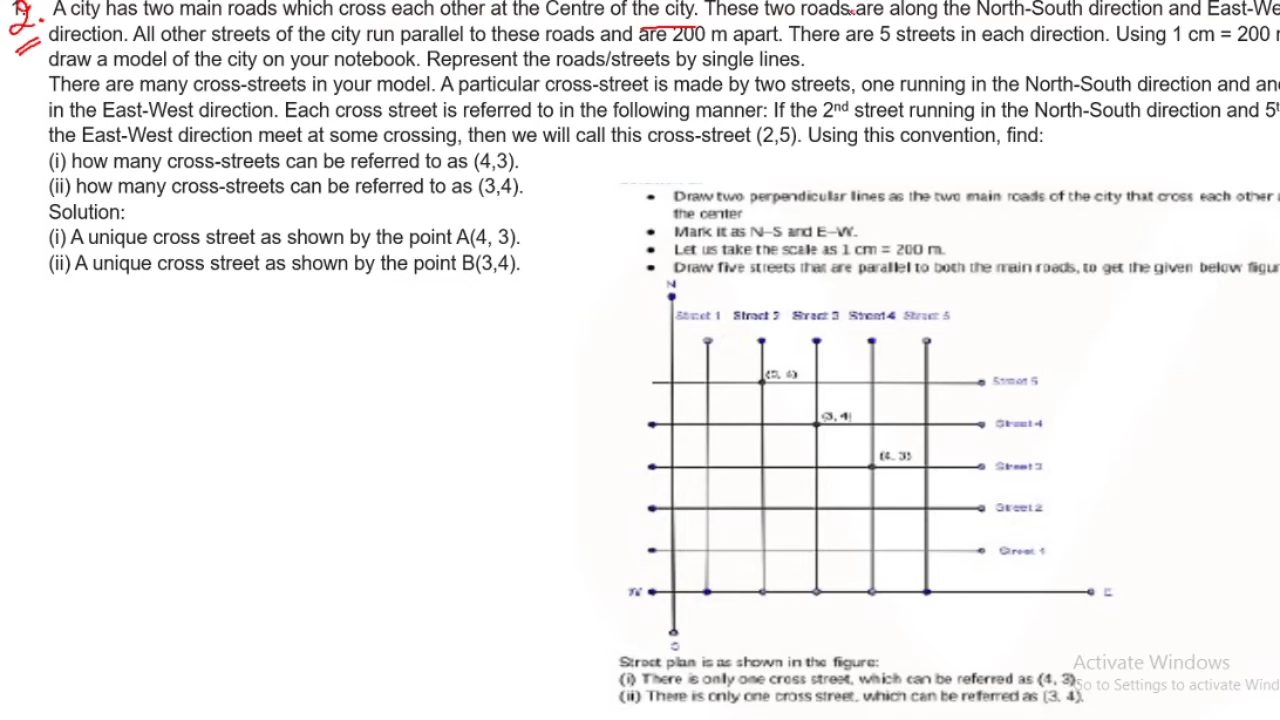 2.
A city has two main roads which cross each other at the Centre of the city. These two roads are along the North-South direction and East-We
direction. All other streets of the city run parallel to these roads and are 200 m apart. There are 5 streets in each direction. Using 1 cm = 200
draw a model of the city on your notebook. Represent the roads/streets by single lines.
There are many cross-streets in your model. A particular cross-street is made by two streets, one running in the North-South direction and an
in the East-West direction. Each cross street is referred to in the following manner: If the 2nd street running in the North-South direction and 5t
the East-West direction meet at some crossing, then we will call this cross-street (2,5). Using this convention, find:
(i) how many cross-streets can be referred to as (4,3).
(ii) how many cross-streets can be referred to as (3,4).
Solution:
(i) A unique cross street as shown by the point A(4, 3).
(ii) A unique cross street as shown by the point B(3,4).
• Draw two perpendicular lines as the two main roads of the city that cross each other
the center
• Mark it as N-S and E-W.
• Let us take the scale as 1 cm = 200 m.
• Draw five streets that are parallel to both the main roads, to get the given below figur
N
Street 1 Street 2 Street 3 Street 4 Street 5
Street 5
(3, 4)
Street 4
(4, 3)
Street 3
Street 2
Street 1
W E
S
Street plan is as shown in the figure:
(i) There is only one cross street, which can be referred as (4, 3).
(ii) There is only one cross street, which can be referred as (3, 4).
Activate Windows
Go to Settings to activate Wind